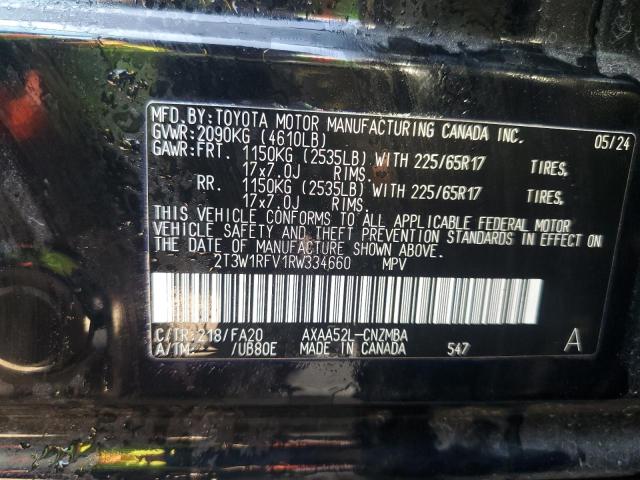 MFD.BY:TOYOTA MOTOR MANUFACTURING CANADA INC. 05/24
GVWR:2090KG (4610LB)
GAWR:FRT. 1150KG (2535LB) WITH 225/65R17 TIRES,
17x7.0J RIMS.
RR. 1150KG (2535LB) WITH 225/65R17 TIRES,
17x7.0J RIMS.
THIS VEHICLE CONFORMS TO ALL APPLICABLE FEDERAL MOTOR
VEHICLE SAFETY AND THEFT PREVENTION STANDARDS IN EFFECT ON
THE DATE OF MANUFACTURE SHOWN ABOVE.
2T3W1RFV1RW334660 MPV
C/TR:218/FA20 AXAA52L-CNZMBA A
A/TM: /UB80E MADE IN CANADA 547